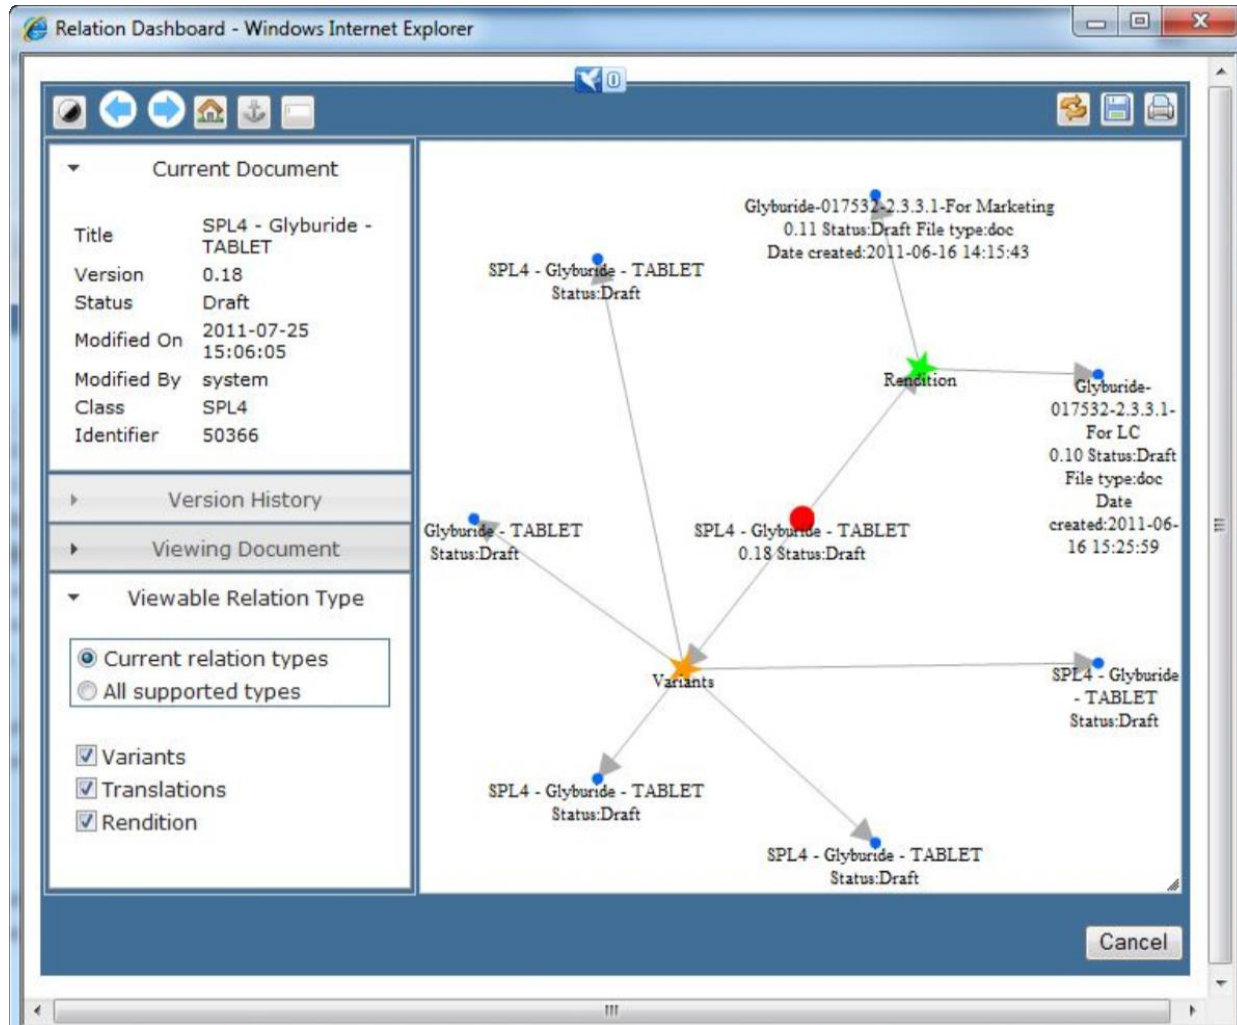 Relation Dashboard - Windows Internet Explorer
Current Document
Title SPL4 - Glyburide -
TABLET
Version 0.18
Status Draft
Modified On 2011-07-25
15:06:05
Modified By system
Class SPL4
Identifier 50366
Version History
Viewing Document
Viewable Relation Type
Current relation types
All supported types
Variants
Translations
Rendition
Glyburide-017532-2.3.3.1-For Marketing
0.11 Status:Draft File type:doc
Date created:2011-06-16 14:15:43
SPL4 - Glyburide - TABLET
Status:Draft
Rendition
Glyburide-
017532-2.3.3.1-
For LC
0.10 Status:Draft
File type:doc
Date
created:2011-06-
16 15:25:59
Glyburide - TABLET
Status:Draft
SPL4 - Glyburide - TABLET
0.18 Status:Draft
Variants
SPL4 - Glyburide
- TABLET
Status:Draft
SPL4 - Glyburide - TABLET
Status:Draft
SPL4 - Glyburide - TABLET
Status:Draft
Cancel